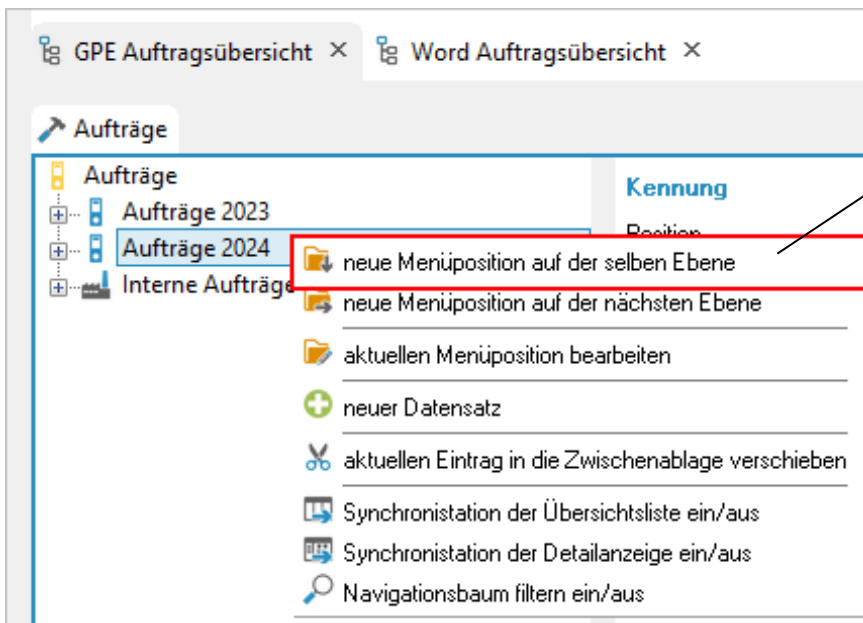 GPE Auftragsübersicht × Word Auftragsübersicht ×
Aufträge
Aufträge
Aufträge 2023
Aufträge 2024
Interne Aufträge
Kennung
Position
neue Menüposition auf der selben Ebene
neue Menüposition auf der nächsten Ebene
aktuellen Menüposition bearbeiten
neuer Datensatz
aktuellen Eintrag in die Zwischenablage verschieben
Synchronistation der Übersichtsliste ein/aus
Synchronistation der Detailanzeige ein/aus
Navigationsbaum filtern ein/aus